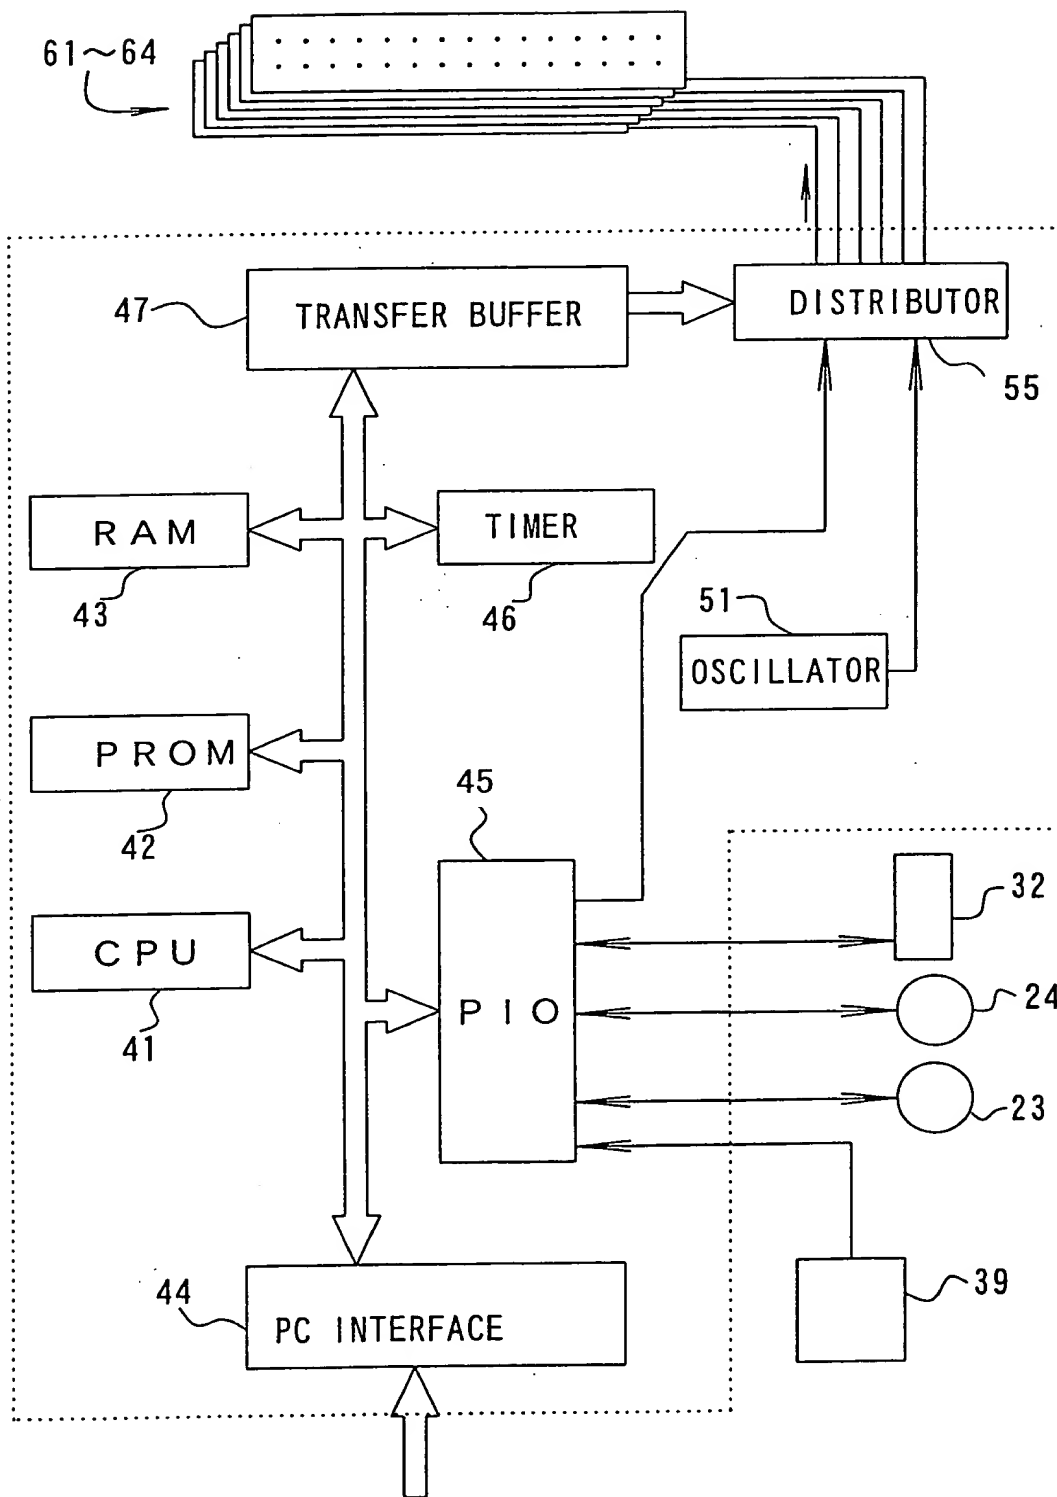 61~64
47
TRANSFER BUFFER
DISTRIBUTOR
55
RAM
43
TIMER
46
51
OSCILLATOR
PROM
42
45
32
CPU
41
PIO
24
23
44
PC INTERFACE
39